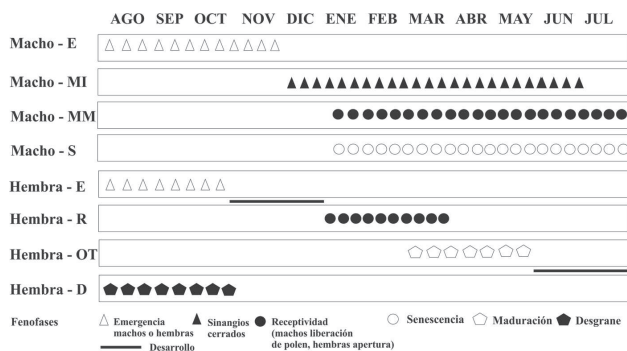 AGO SEP OCT NOV DIC ENE FEB MAR ABR MAY JUN JUL
Macho - E
Macho - MI
Macho - MM
Macho - S
Hembra - E
Hembra - R
Hembra - OT
Hembra - D
Fenofases
Emergencia
machos o hembras
Sinangios
cerrados
Receptividad
(machos liberación
de polen, hembras apertura)
Senescencia
Maduración
Desgrane
Desarrollo